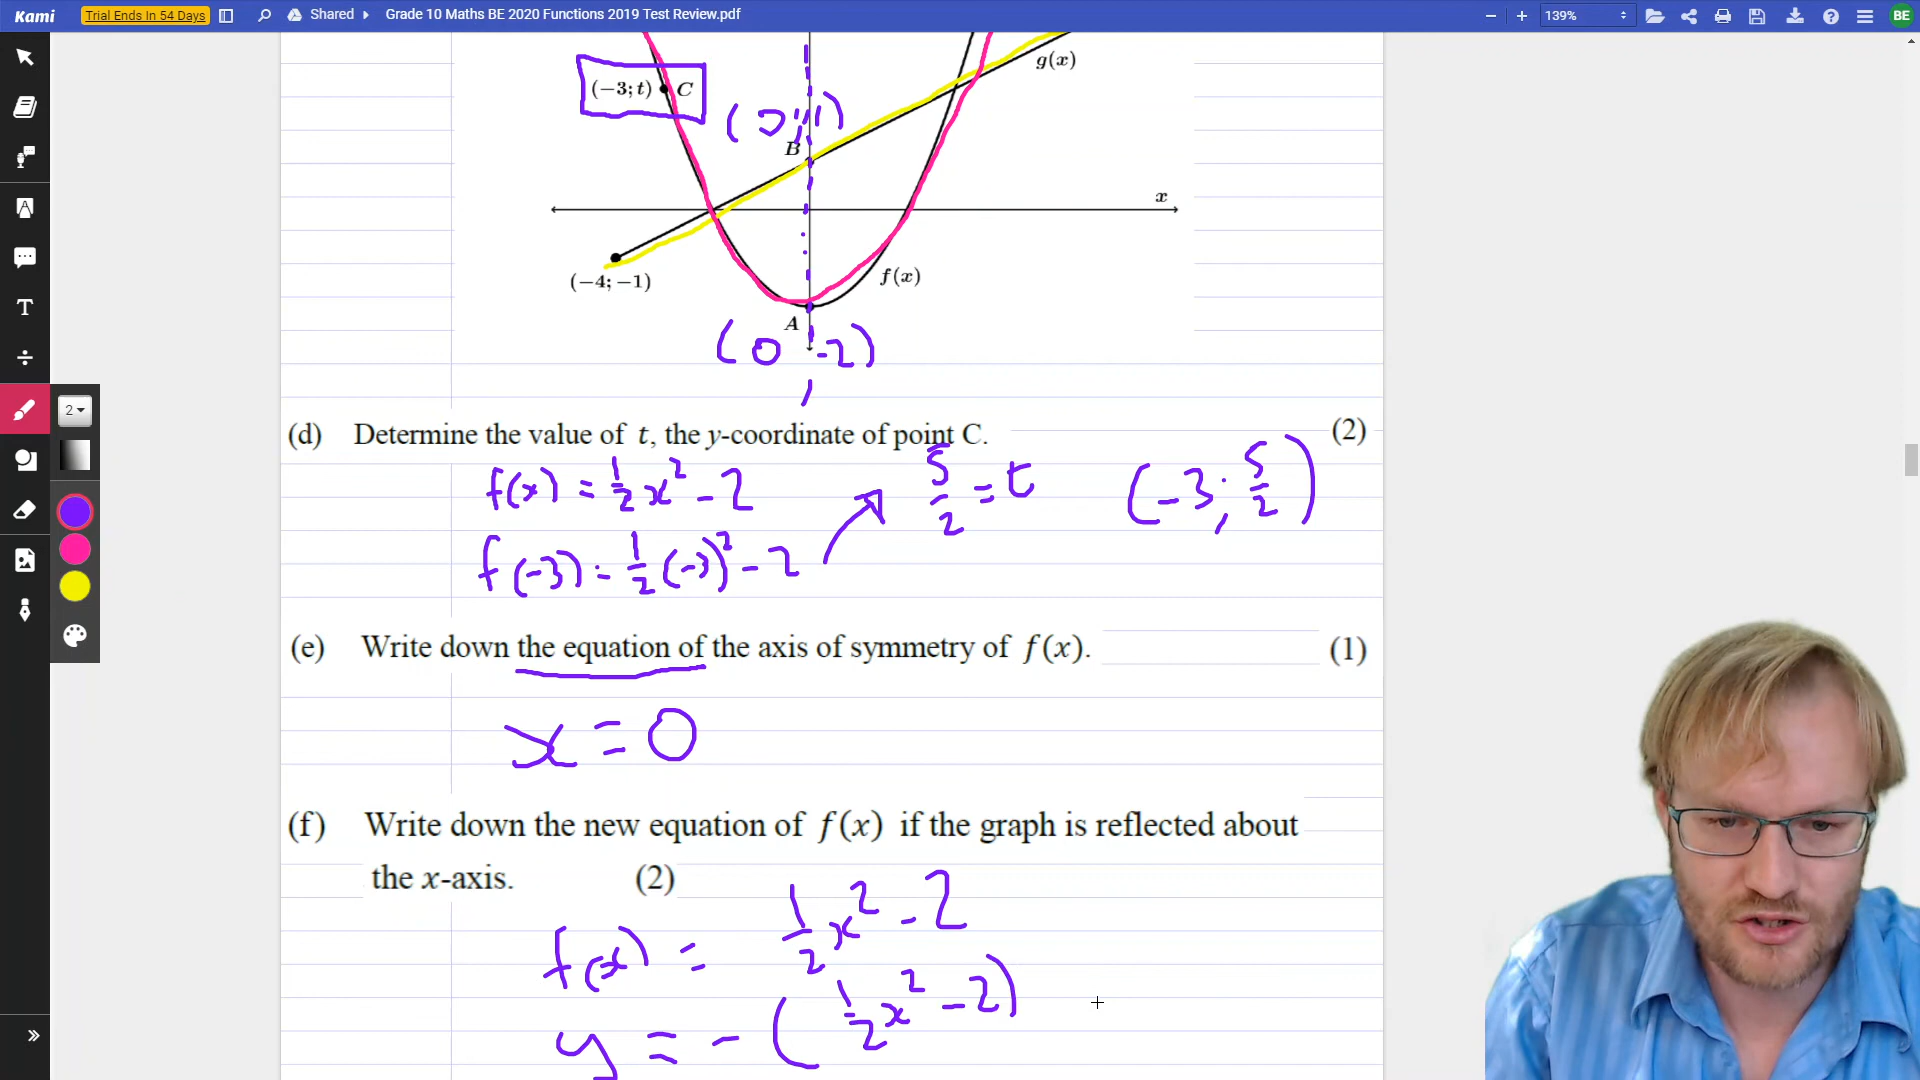 Kami
Trial Ends In 54 Days
Shared
Grade 10 Maths BE 2020 Functions 2019 Test Review.pdf
139%
BE
g(x)
(−3; t) C
(0;1)
B
x
(−4; −1)
f(x)
A
(0;-2)
2
(d) Determine the value of t, the y-coordinate of point C. (2)
f(x) = 1/2 x² - 2
5/2 = t
(-3; 5/2)
f(-3) = 1/2 (-3)² - 2
(e) Write down the equation of the axis of symmetry of f(x). (1)
x = 0
(f) Write down the new equation of f(x) if the graph is reflected about
the x-axis. (2)
f(x) = 1/2 x² - 2
y = - (1/2 x² - 2)